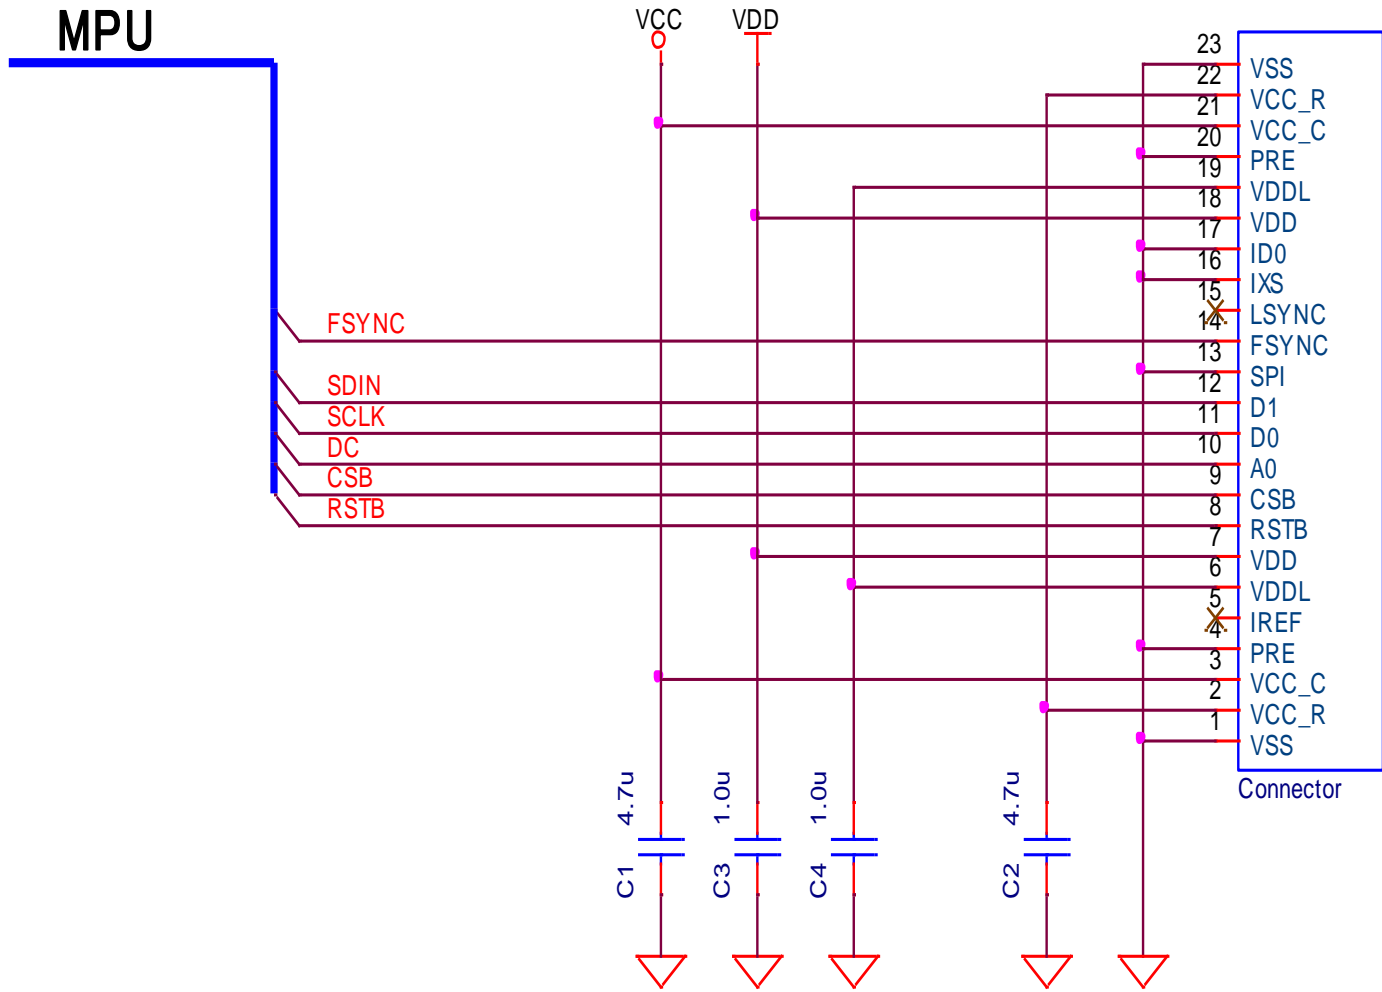 MPU
VCC
VDD
23
VSS
22
VCC_R
21
VCC_C
20
PRE
19
VDDL
18
VDD
17
ID0
16
IXS
15
LSYNC
14
FSYNC
FSYNC
13
SPI
12
SDIN
D1
11
SCLK
D0
10
DC
A0
9
CSB
CSB
8
RSTB
RSTB
7
VDD
6
VDDL
5
IREF
4
PRE
3
VCC_C
2
VCC_R
1
VSS
Connector
4.7u
1.0u
1.0u
4.7u
C1
C3
C4
C2